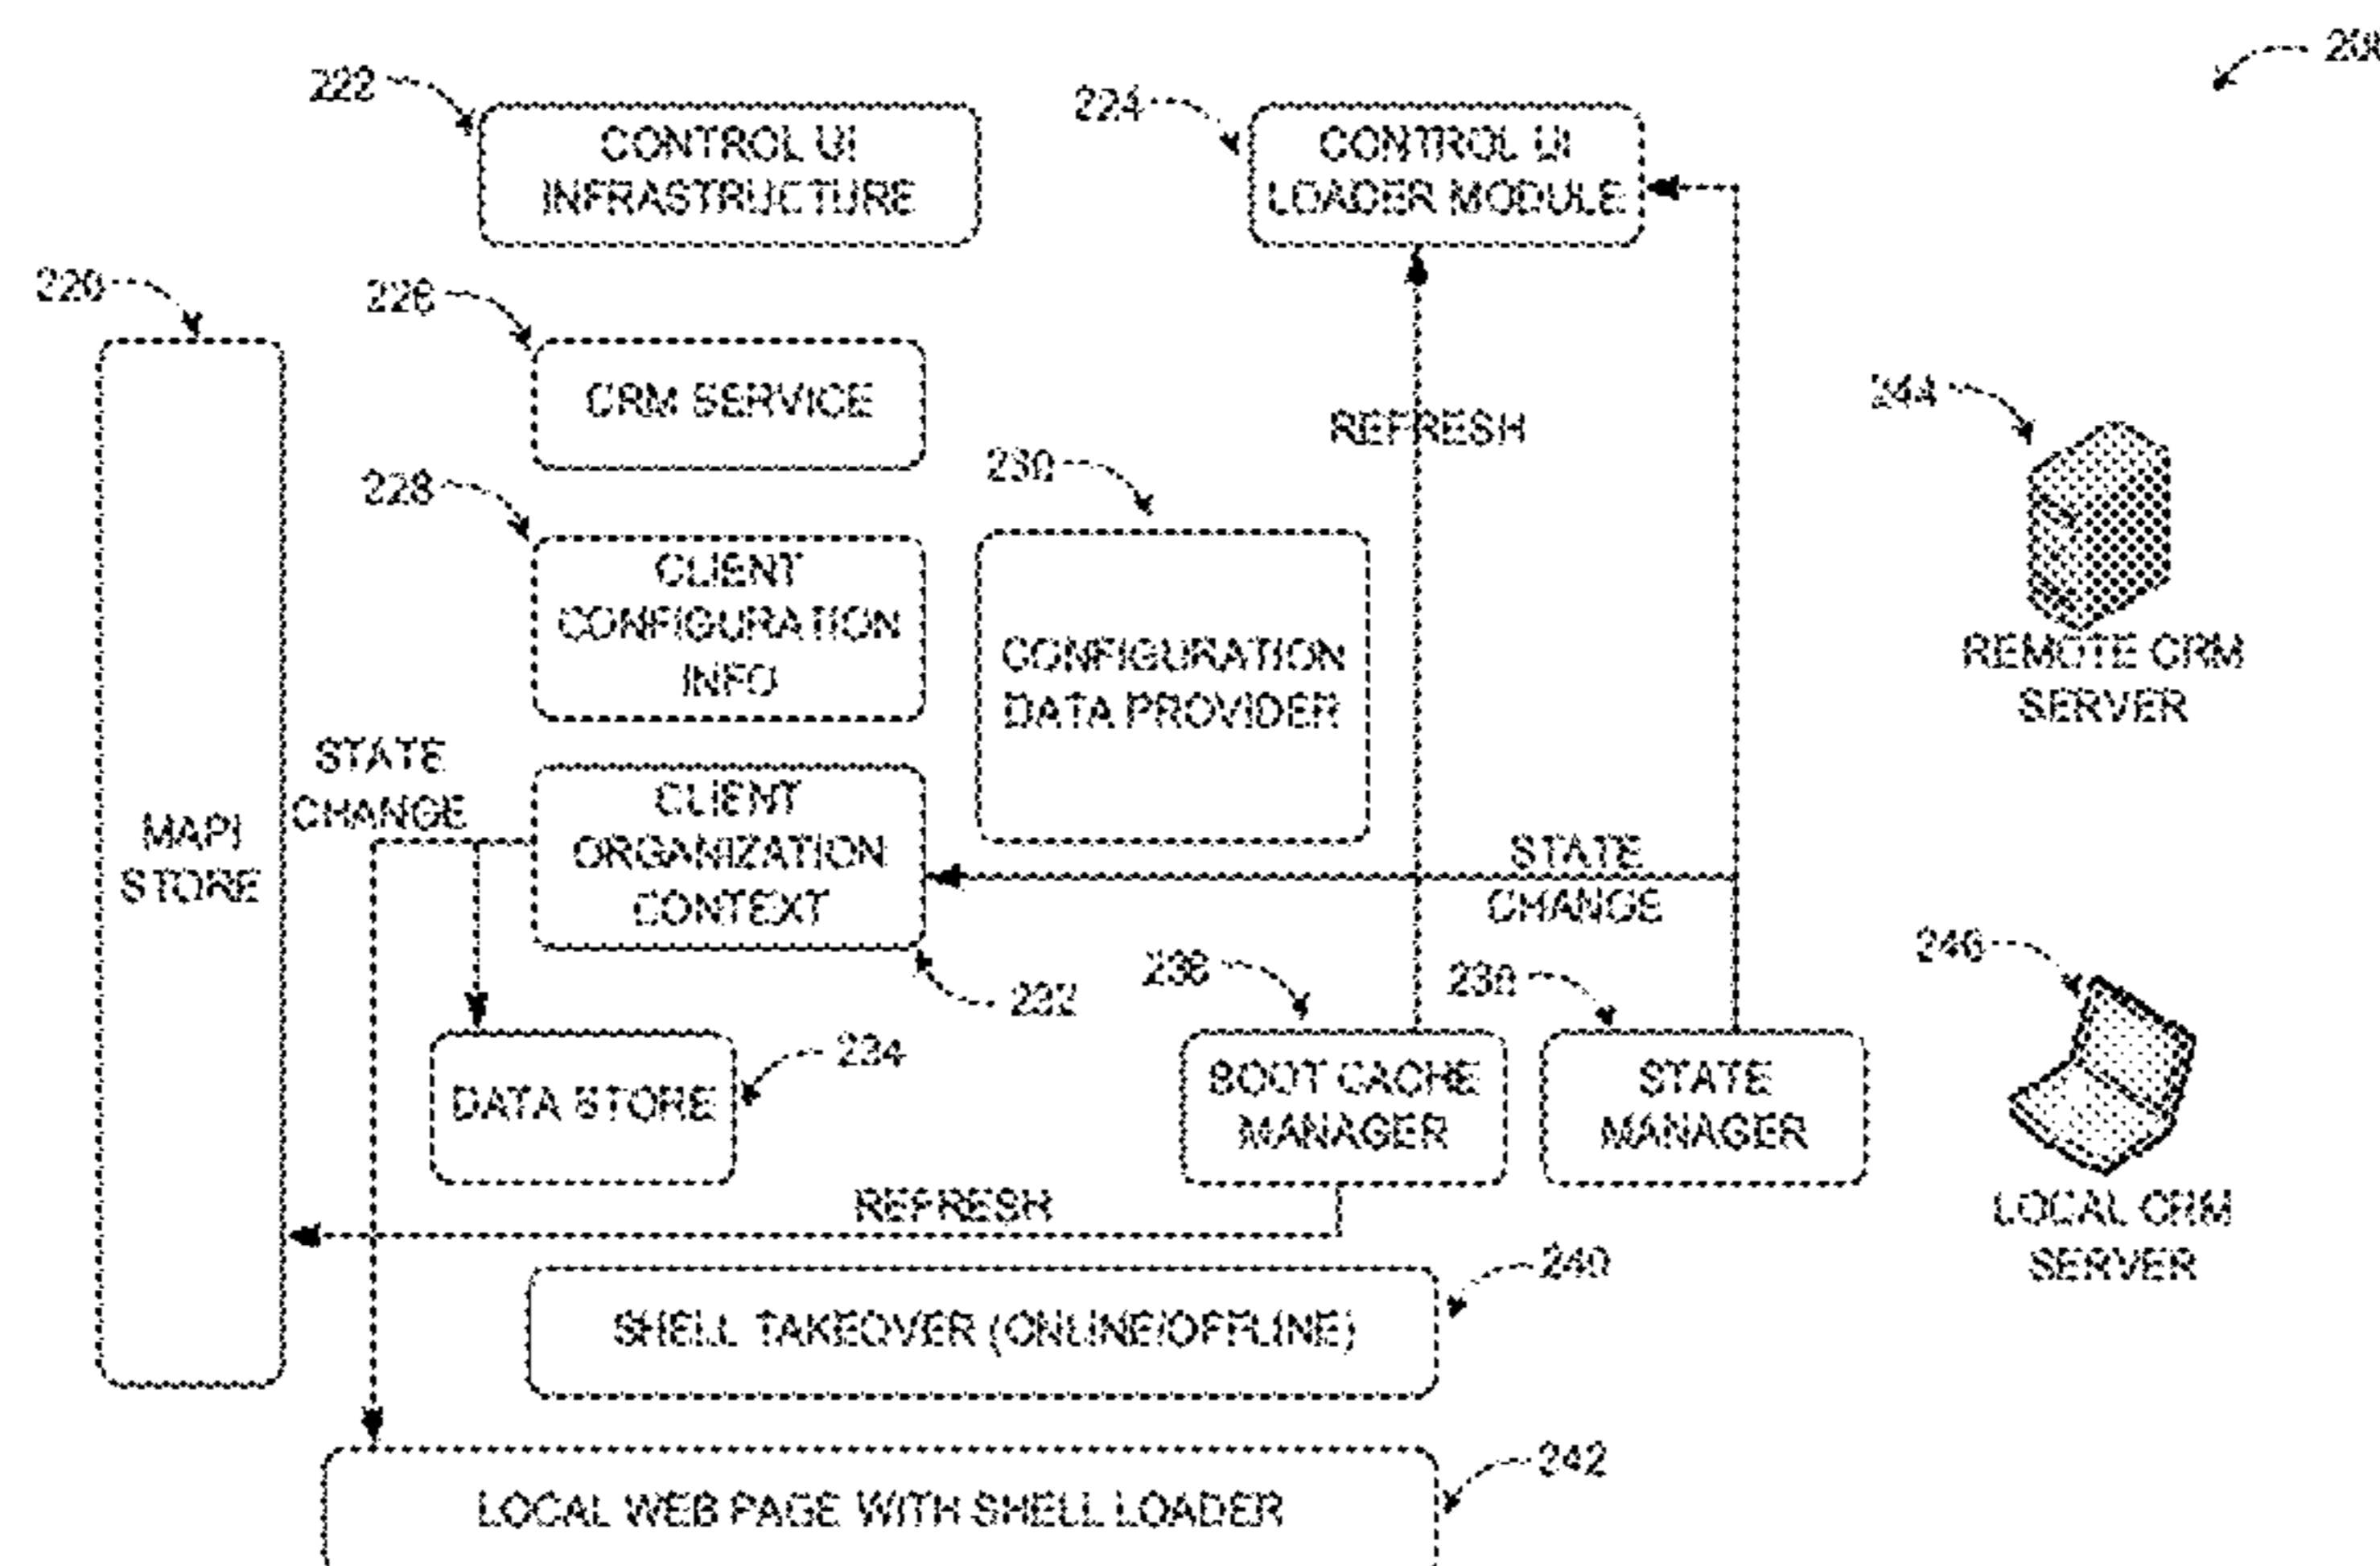 222
CONTROL UI
INFRASTRUCTURE
224
CONTROL UI
LOADER MODULE
220
226
CRM SERVICE
REFRESH
244
REMOTE CRM
SERVER
228
CLIENT
CONFIGURATION
INFO
230
CONFIGURATION
DATA PROVIDER
MAPI
STORE
STATE
CHANGE
CLIENT
ORGANIZATION
CONTEXT
232
STATE
CHANGE
DATA STORE
234
BOOT CACHE
MANAGER
STATE
MANAGER
246
LOCAL CRM
SERVER
REFRESH
SHELL TAKEOVER (ONLINE/OFFLINE)
240
LOCAL WEB PAGE WITH SHELL LOADER
242